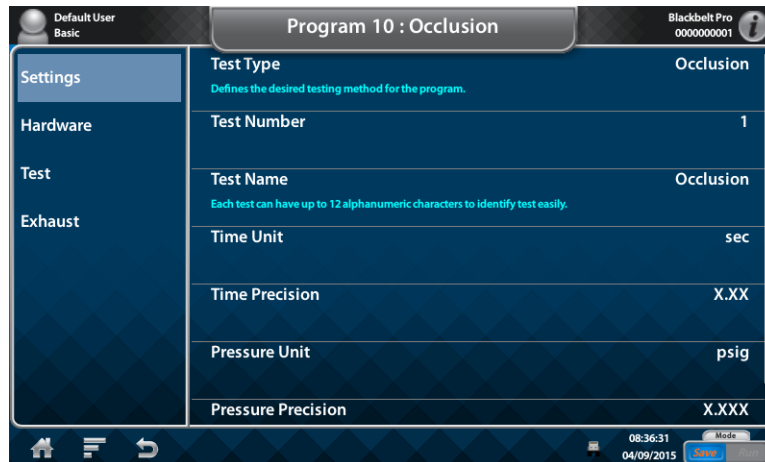 Default User
Basic
Program 10 : Occlusion
Blackbelt Pro
0000000001
i
Settings
Hardware
Test
Exhaust
Test Type
Occlusion
Defines the desired testing method for the program.
Test Number
1
Test Name
Occlusion
Each test can have up to 12 alphanumeric characters to identify test easily.
Time Unit
sec
Time Precision
X.XX
Pressure Unit
psig
Pressure Precision
X.XXX
08:36:31
04/09/2015
Mode
Save
Run